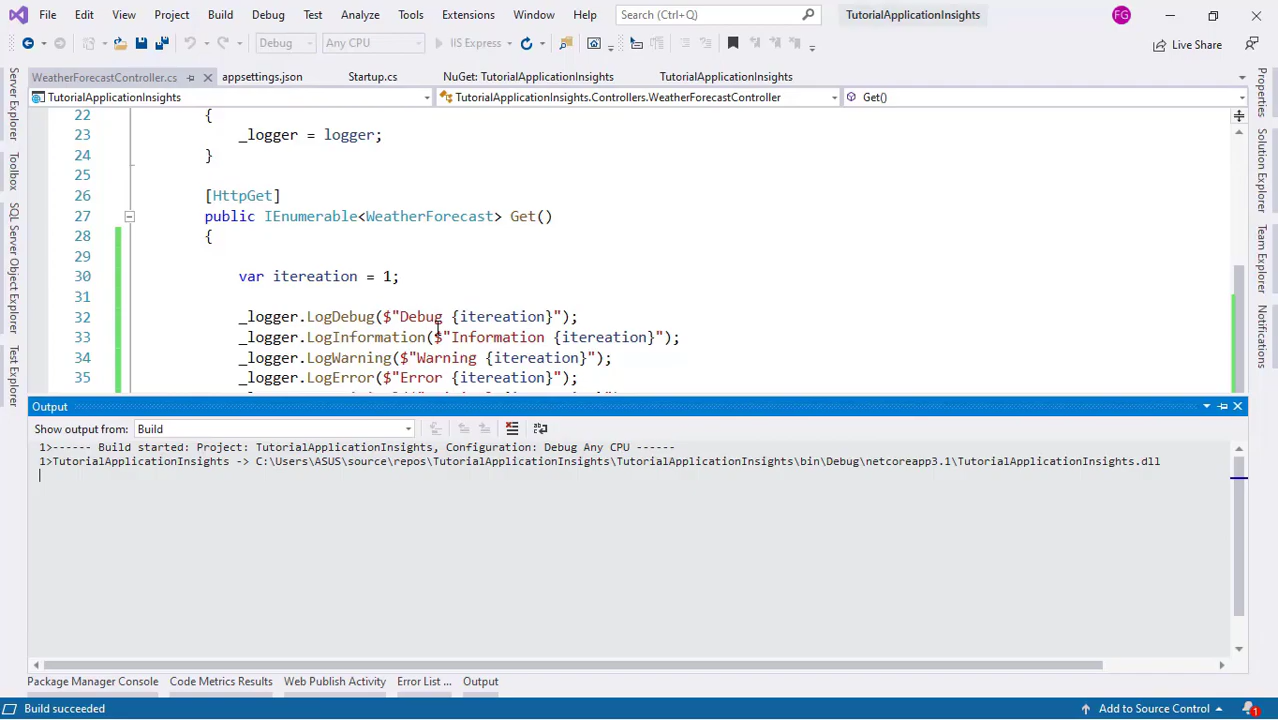 File Edit View Project Build Debug Test Analyze Tools Extensions Window Help Search (Ctrl+Q) TutorialApplicationInsights FG
Debug Any CPU IIS Express Live Share
WeatherForecastController.cs appsettings.json Startup.cs NuGet: TutorialApplicationInsights TutorialApplicationInsights
TutorialApplicationInsights TutorialApplicationInsights.Controllers.WeatherForecastController Get()
Server Explorer
Toolbox
SQL Server Object Explorer
Test Explorer
22 {
23 _logger = logger;
24 }
25
26 [HttpGet]
27 public IEnumerable<WeatherForecast> Get()
28 {
29
30 var itereation = 1;
31
32 _logger.LogDebug($"Debug {itereation}");
33 _logger.LogInformation($"Information {itereation}");
34 _logger.LogWarning($"Warning {itereation}");
35 _logger.LogError($"Error {itereation}");
Properties
Solution Explorer
Team Explorer
Notifications
Output
Show output from: Build
1>------ Build started: Project: TutorialApplicationInsights, Configuration: Debug Any CPU ------
1>TutorialApplicationInsights -> C:\Users\ASUS\source\repos\TutorialApplicationInsights\TutorialApplicationInsights\bin\Debug\netcoreapp3.1\TutorialApplicationInsights.dll
Package Manager Console Code Metrics Results Web Publish Activity Error List ... Output
Build succeeded Add to Source Control 1